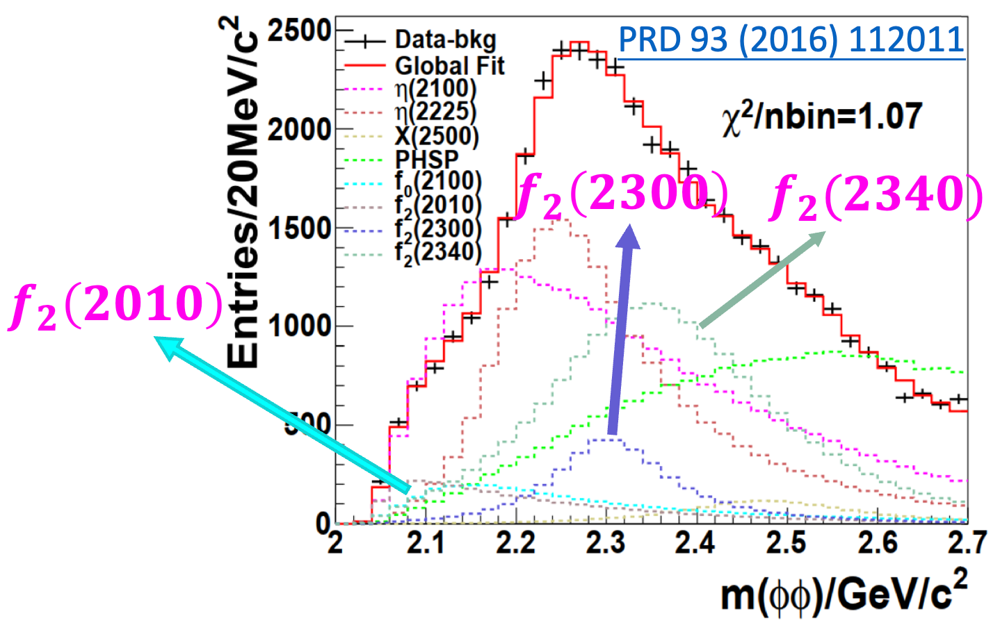 PRD 93 (2016) 112011
Entries/20MeV/c²
2500
2000
1500
1000
500
0
Data-bkg
Global Fit
η(2100)
η(2225)
X(2500)
PHSP
f₀(2100)
f₂(2010)
f₂(2300)
f₂(2340)
χ²/nbin=1.07
f₂(2300)
f₂(2340)
f₂(2010)
2 2.1 2.2 2.3 2.4 2.5 2.6 2.7
m(ϕϕ)/GeV/c²